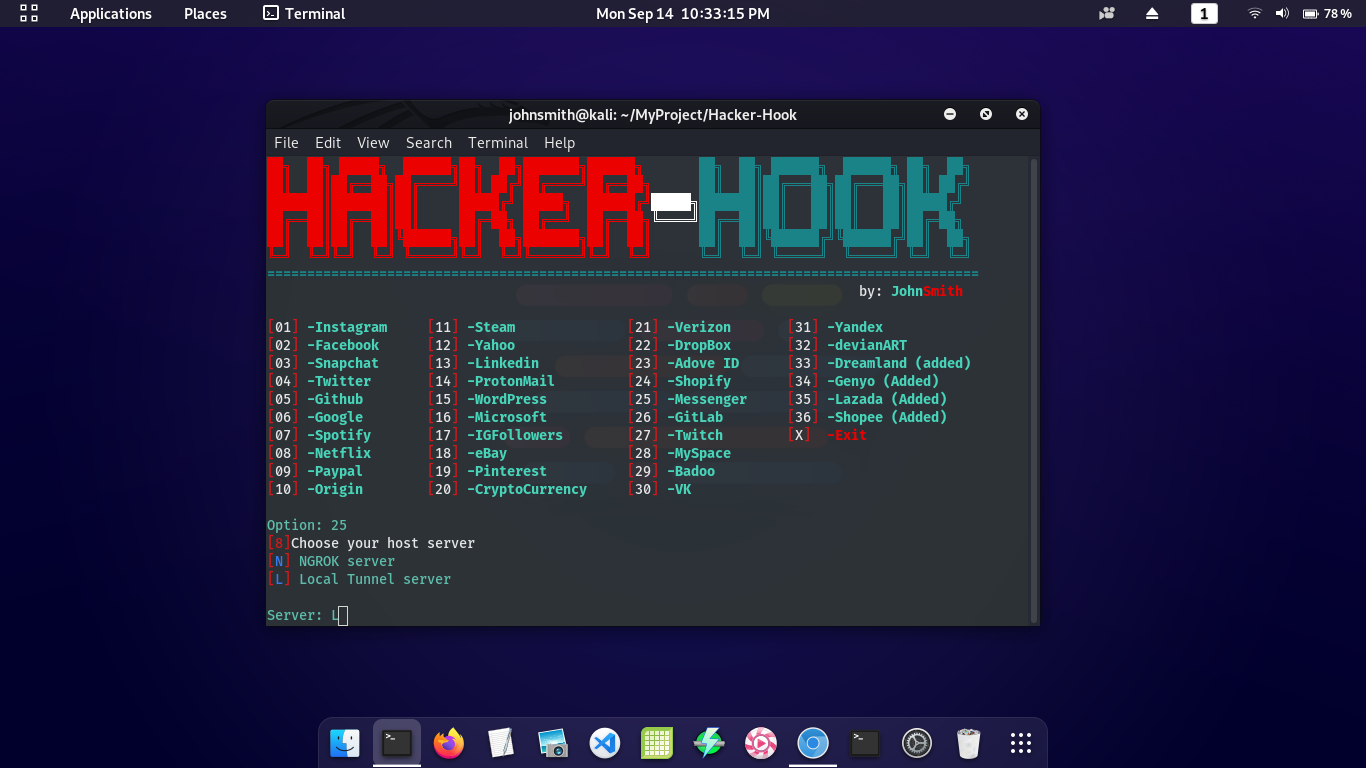 Applications Places Terminal Mon Sep 14 10:33:15 PM 1 78 %
johnsmith@kali: ~/MyProject/Hacker-Hook
File Edit View Search Terminal Help
HACKER-HOOK
=========================================================================================
by: JohnSmith
[01] -Instagram [11] -Steam [21] -Verizon [31] -Yandex
[02] -Facebook [12] -Yahoo [22] -DropBox [32] -devianART
[03] -Snapchat [13] -Linkedin [23] -Adove ID [33] -Dreamland (added)
[04] -Twitter [14] -ProtonMail [24] -Shopify [34] -Genyo (Added)
[05] -Github [15] -WordPress [25] -Messenger [35] -Lazada (Added)
[06] -Google [16] -Microsoft [26] -GitLab [36] -Shopee (Added)
[07] -Spotify [17] -IGFollowers [27] -Twitch [X] -Exit
[08] -Netflix [18] -eBay [28] -MySpace
[09] -Paypal [19] -Pinterest [29] -Badoo
[10] -Origin [20] -CryptoCurrency [30] -VK
Option: 25
[8]Choose your host server
[N] NGROK server
[L] Local Tunnel server
Server: L